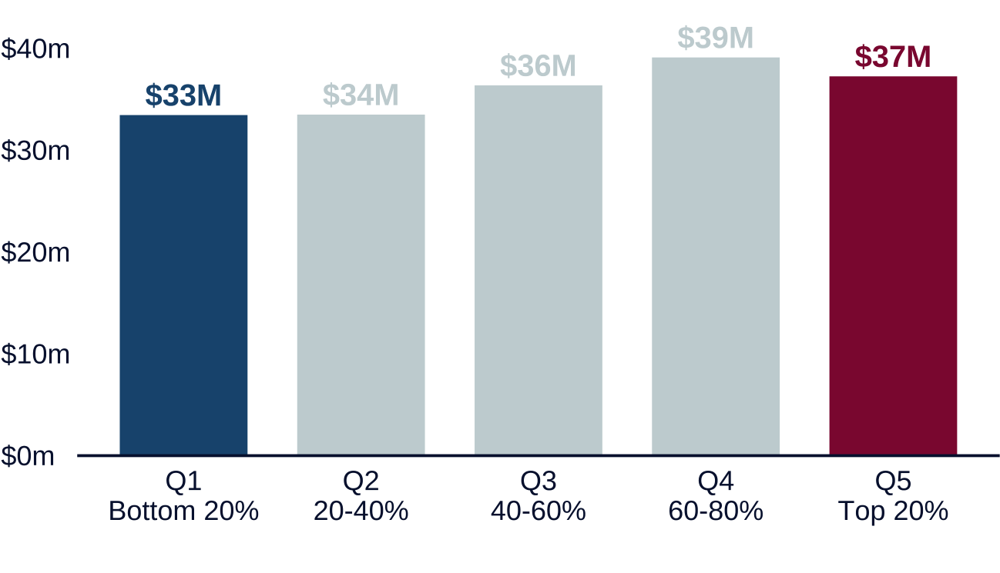 $39M
$40m
$37M
$36M
$33M
$34M
$30m
$20m
$10m
$0m
Q1
Q2
Q3
Q4
Q5
Bottom 20%
20-40%
40-60%
60-80%
Top 20%